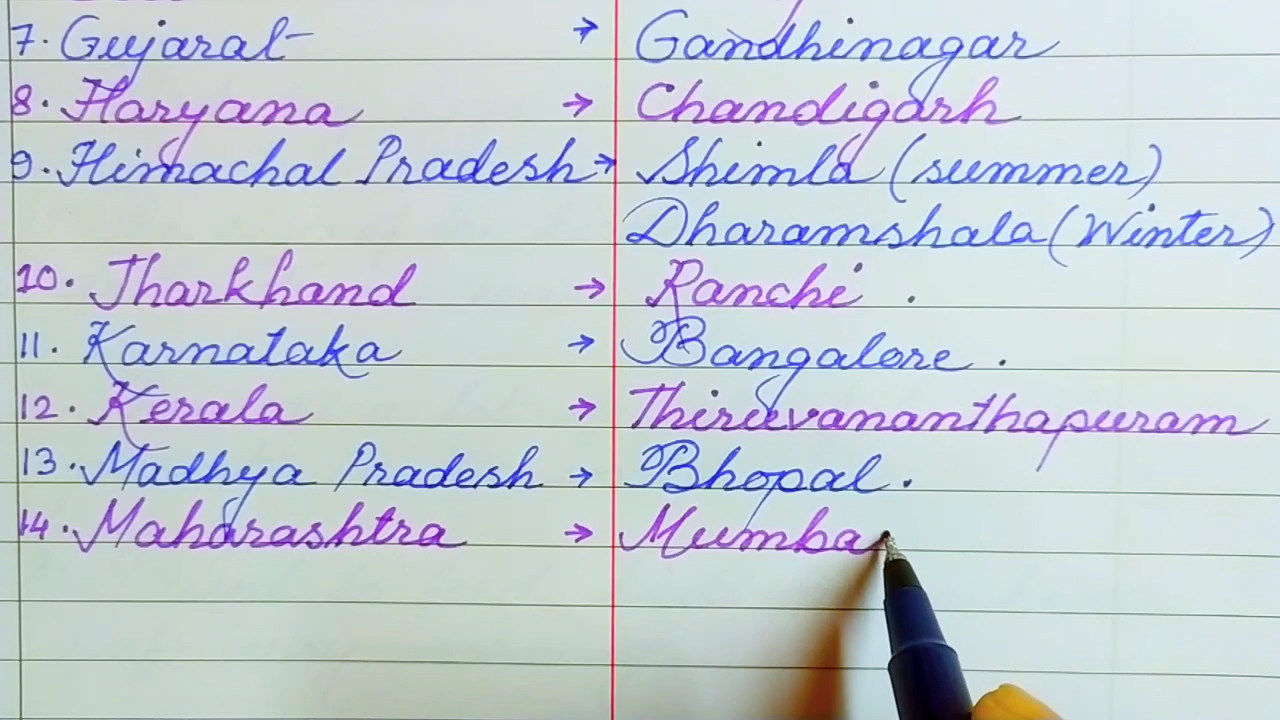 7. Gujarat → Gandhinagar
8. Haryana → Chandigarh
9. Himachal Pradesh → Shimla (summer)
Dharamshala (Winter)
10. Jharkhand → Ranchi .
11. Karnataka → Bangalore .
12. Kerala → Thiruvananthapuram
13. Madhya Pradesh → Bhopal .
14. Maharashtra → Mumba